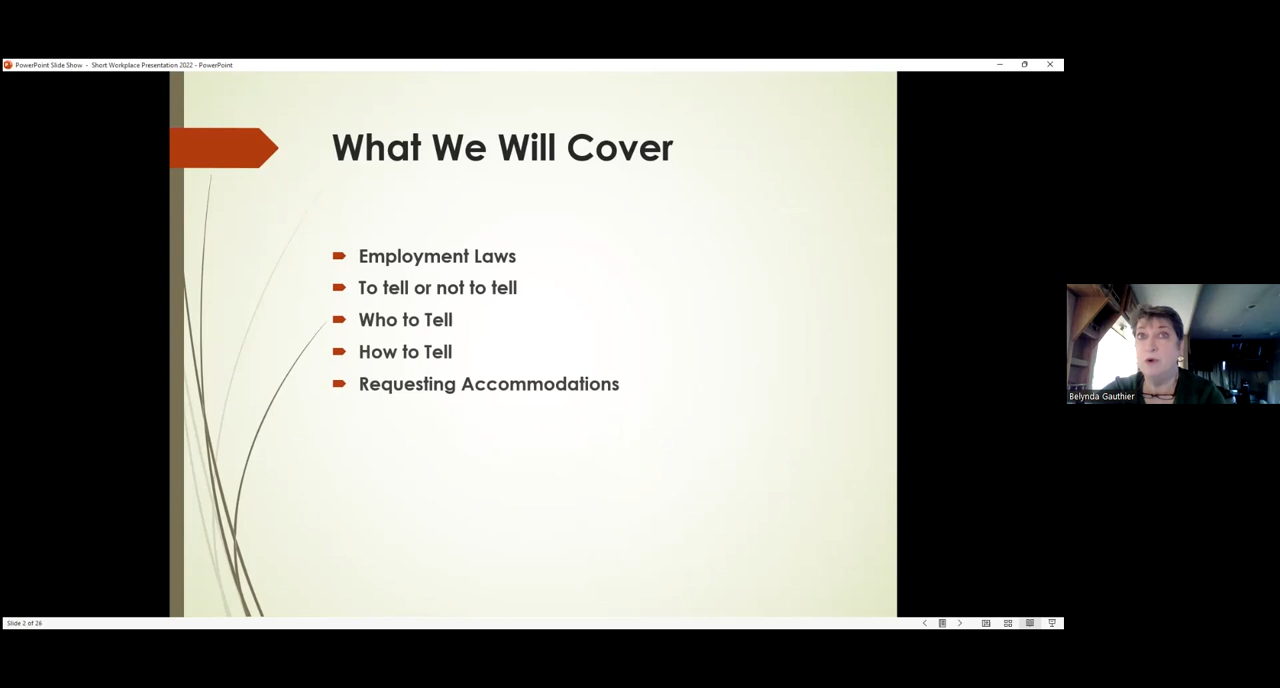 PowerPoint Slide Show - Short Workplace Presentation 2022 - PowerPoint
What We Will Cover
Employment Laws
To tell or not to tell
Who to Tell
How to Tell
Requesting Accommodations
Belynda Gauthier
Slide 2 of 26